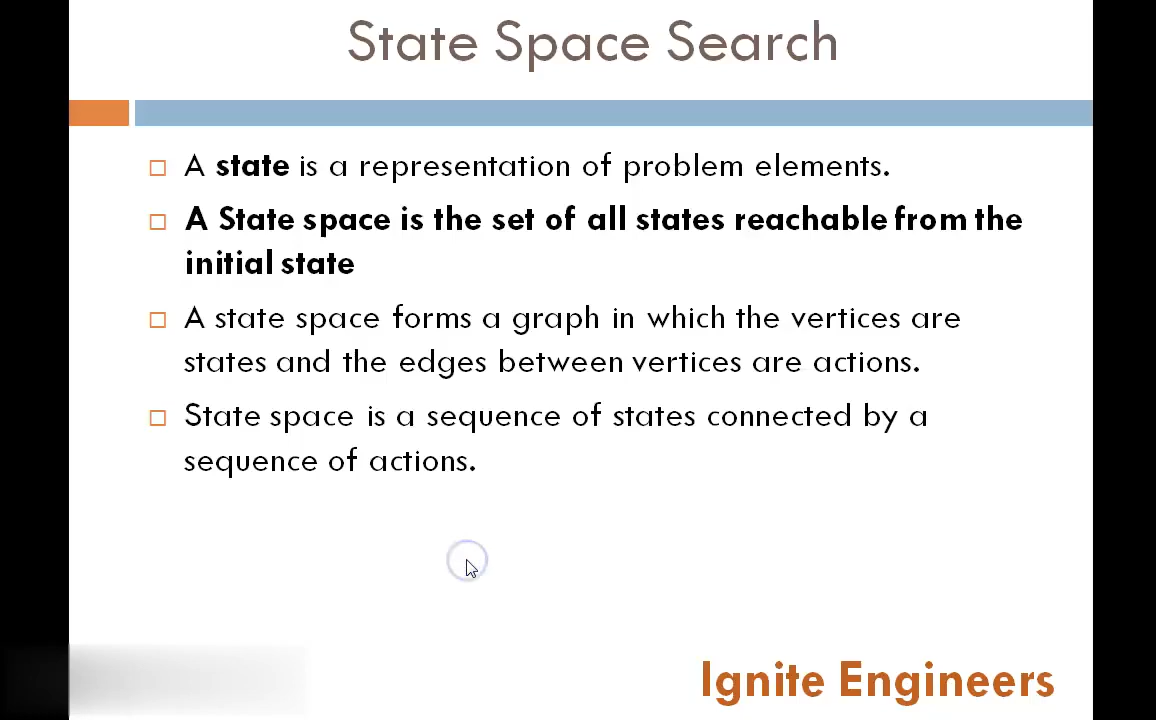 State Space Search
A state is a representation of problem elements.
A State space is the set of all states reachable from the
initial state
A state space forms a graph in which the vertices are
states and the edges between vertices are actions.
State space is a sequence of states connected by a
sequence of actions.
Ignite Engineers